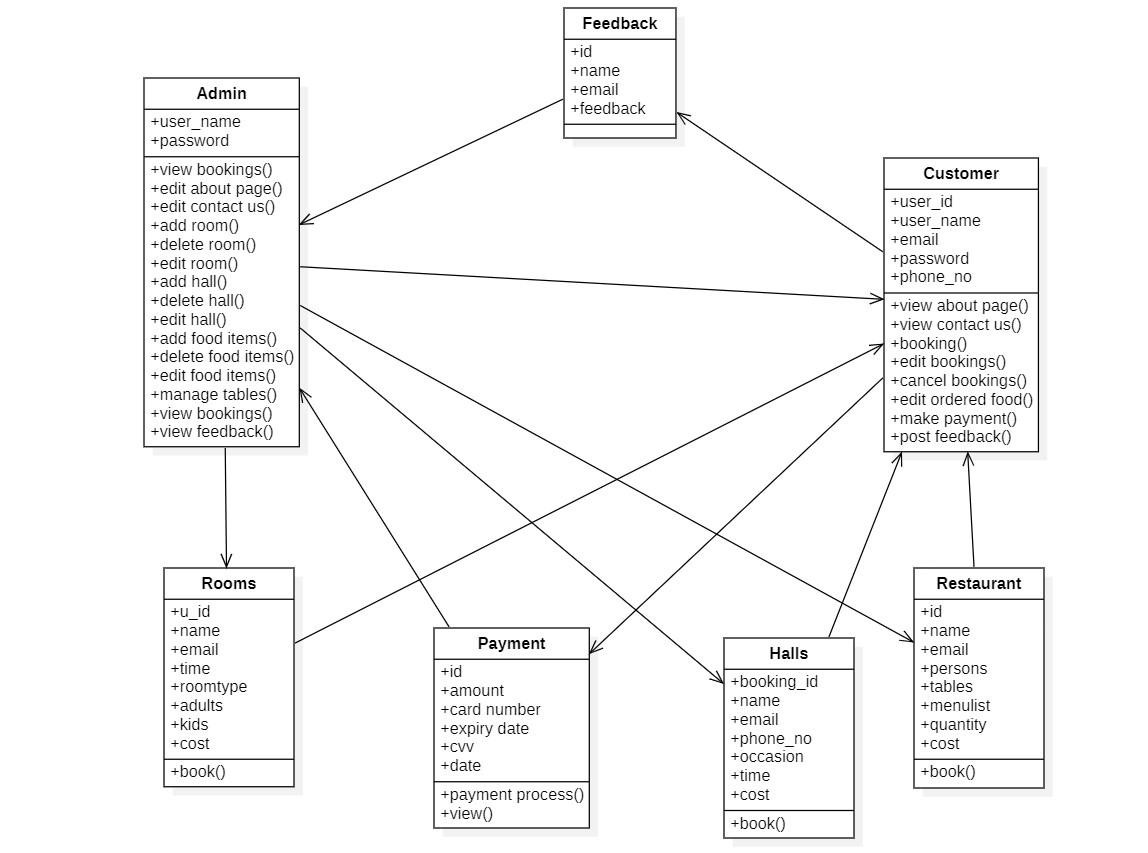 Feedback
+id
+name
+email
+feedback
Admin
+user_name
+password
+view bookings()
+edit about page()
+edit contact us()
+add room()
+delete room()
+edit room()
+add hall()
+delete hall()
+edit hall()
+add food items()
+delete food items()
+edit food items()
+manage tables()
+view bookings()
+view feedback()
Customer
+user_id
+user_name
+email
+password
+phone_no
+view about page()
+view contact us()
+booking()
+edit bookings()
+cancel bookings()
+edit ordered food()
+make payment()
+post feedback()
Rooms
+u_id
+name
+email
+time
+roomtype
+adults
+kids
+cost
+book()
Payment
+id
+amount
+card number
+expiry date
+cvv
+date
+payment process()
+view()
Halls
+booking_id
+name
+email
+phone_no
+occasion
+time
+cost
+book()
Restaurant
+id
+name
+email
+persons
+tables
+menulist
+quantity
+cost
+book()